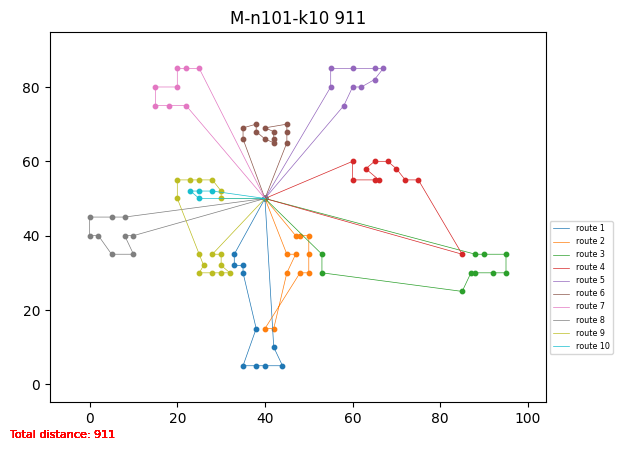 M-n101-k10 911
80
60
40
20
0
0
20
40
60
80
100
route 1
route 2
route 3
route 4
route 5
route 6
route 7
route 8
route 9
route 10
Total distance: 911